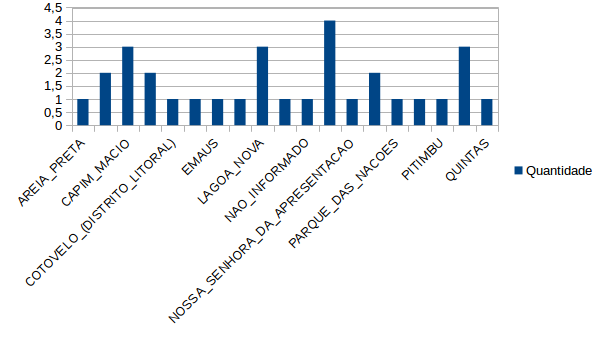 4,5
4
3,5
3
2,5
2
1,5
1
0,5
0
AREIA_PRETA
CAPIM_MACIO
COTOVELO_(DISTRITO_LITORAL)
EMAUS
LAGOA_NOVA
NAO_INFORMADO
NOSSA_SENHORA_DA_APRESENTACAO
PARQUE_DAS_NACOES
PITIMBU
QUINTAS
Quantidade